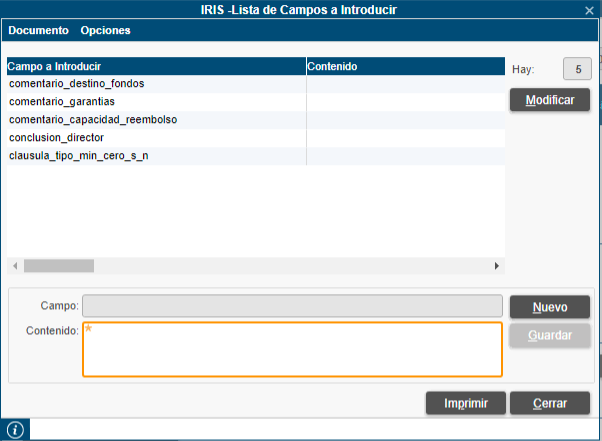 IRIS -Lista de Campos a Introducir
Documento Opciones
Campo a Introducir Contenido
Hay: 5
comentario_destino_fondos
comentario_garantias
Modificar
comentario_capacidad_reembolso
conclusion_director
clausula_tipo_min_cero_s_n
Campo:
Nuevo
Contenido: *
Guardar
Imprimir Cerrar